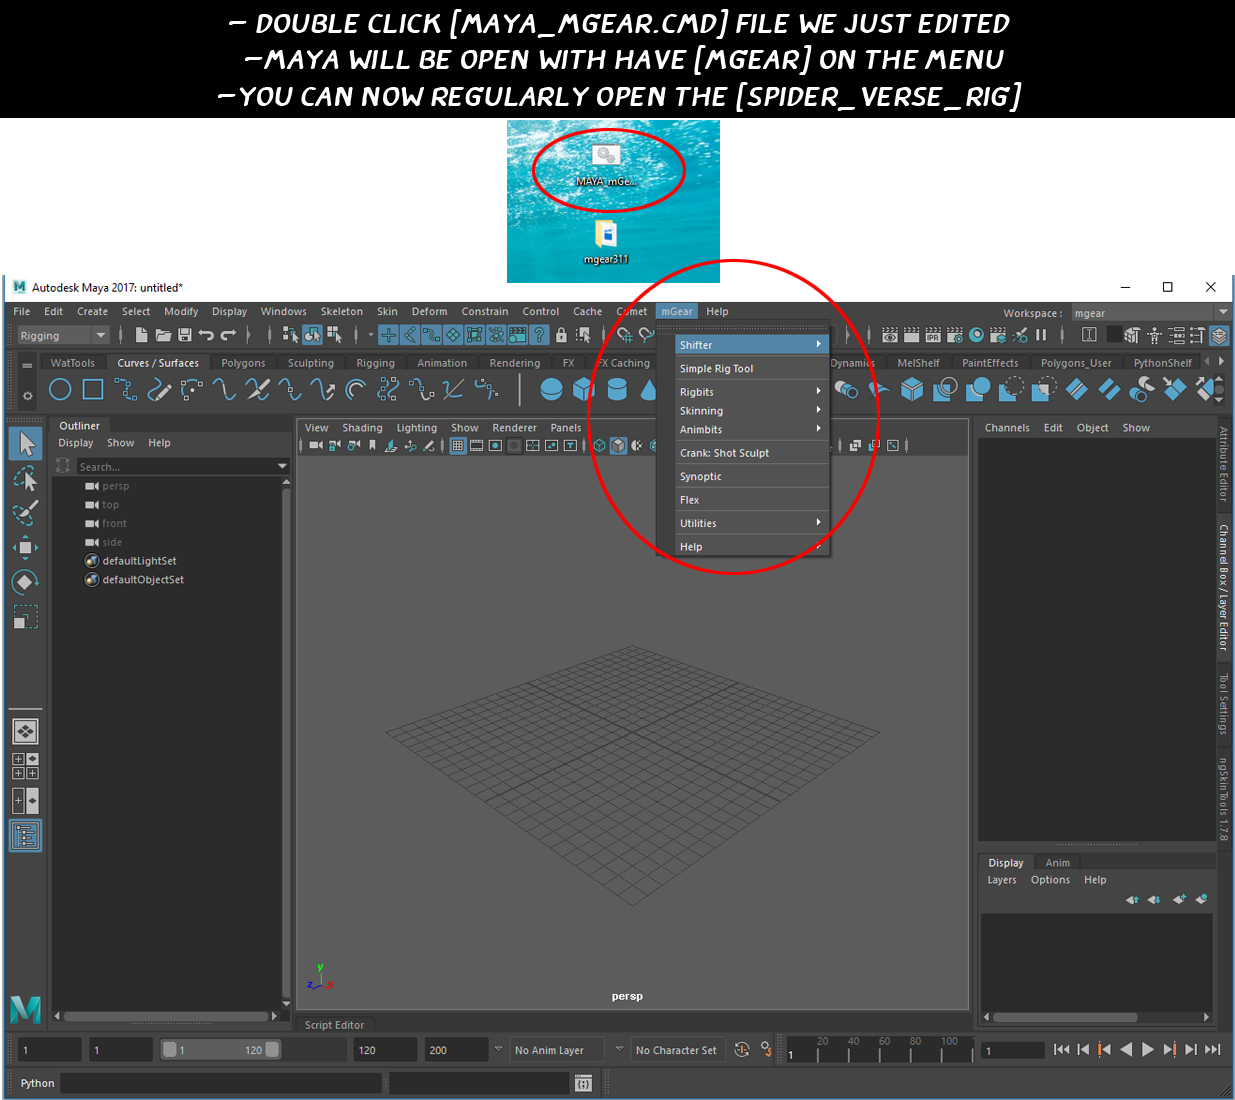 - DOUBLE CLICK [MAYA_MGEAR.CMD] FILE WE JUST EDITED
-MAYA WILL BE OPEN WITH HAVE [MGEAR] ON THE MENU
-YOU CAN NOW REGULARLY OPEN THE [SPIDER_VERSE_RIG]
MAYA_mGe...
mgear311
Autodesk Maya 2017: untitled*
File Edit Create Select Modify Display Windows Skeleton Skin Deform Constrain Control Cache mGear Help
Workspace : mgear
Rigging
WatTools Curves / Surfaces Polygons Sculpting Rigging Animation Rendering FX FX Caching Dynamics MelShelf PaintEffects Polygons_User PythonShelf
Shifter
Simple Rig Tool
Rigbits
Skinning
Animbits
Crank: Shot Sculpt
Synoptic
Flex
Utilities
Help
Outliner
Display Show Help
Search...
persp
top
front
side
defaultLightSet
defaultObjectSet
View Shading Lighting Show Renderer Panels
IPR
persp
y
z
x
Channels Edit Object Show
Attribute Editor
Channel Box / Layer Editor
Tool Settings
ngSkinTools 1.7.8
Display Anim
Layers Options Help
Script Editor
1 1 1 120 120 200 No Anim Layer No Character Set
1 20 40 60 80 100 1
Python